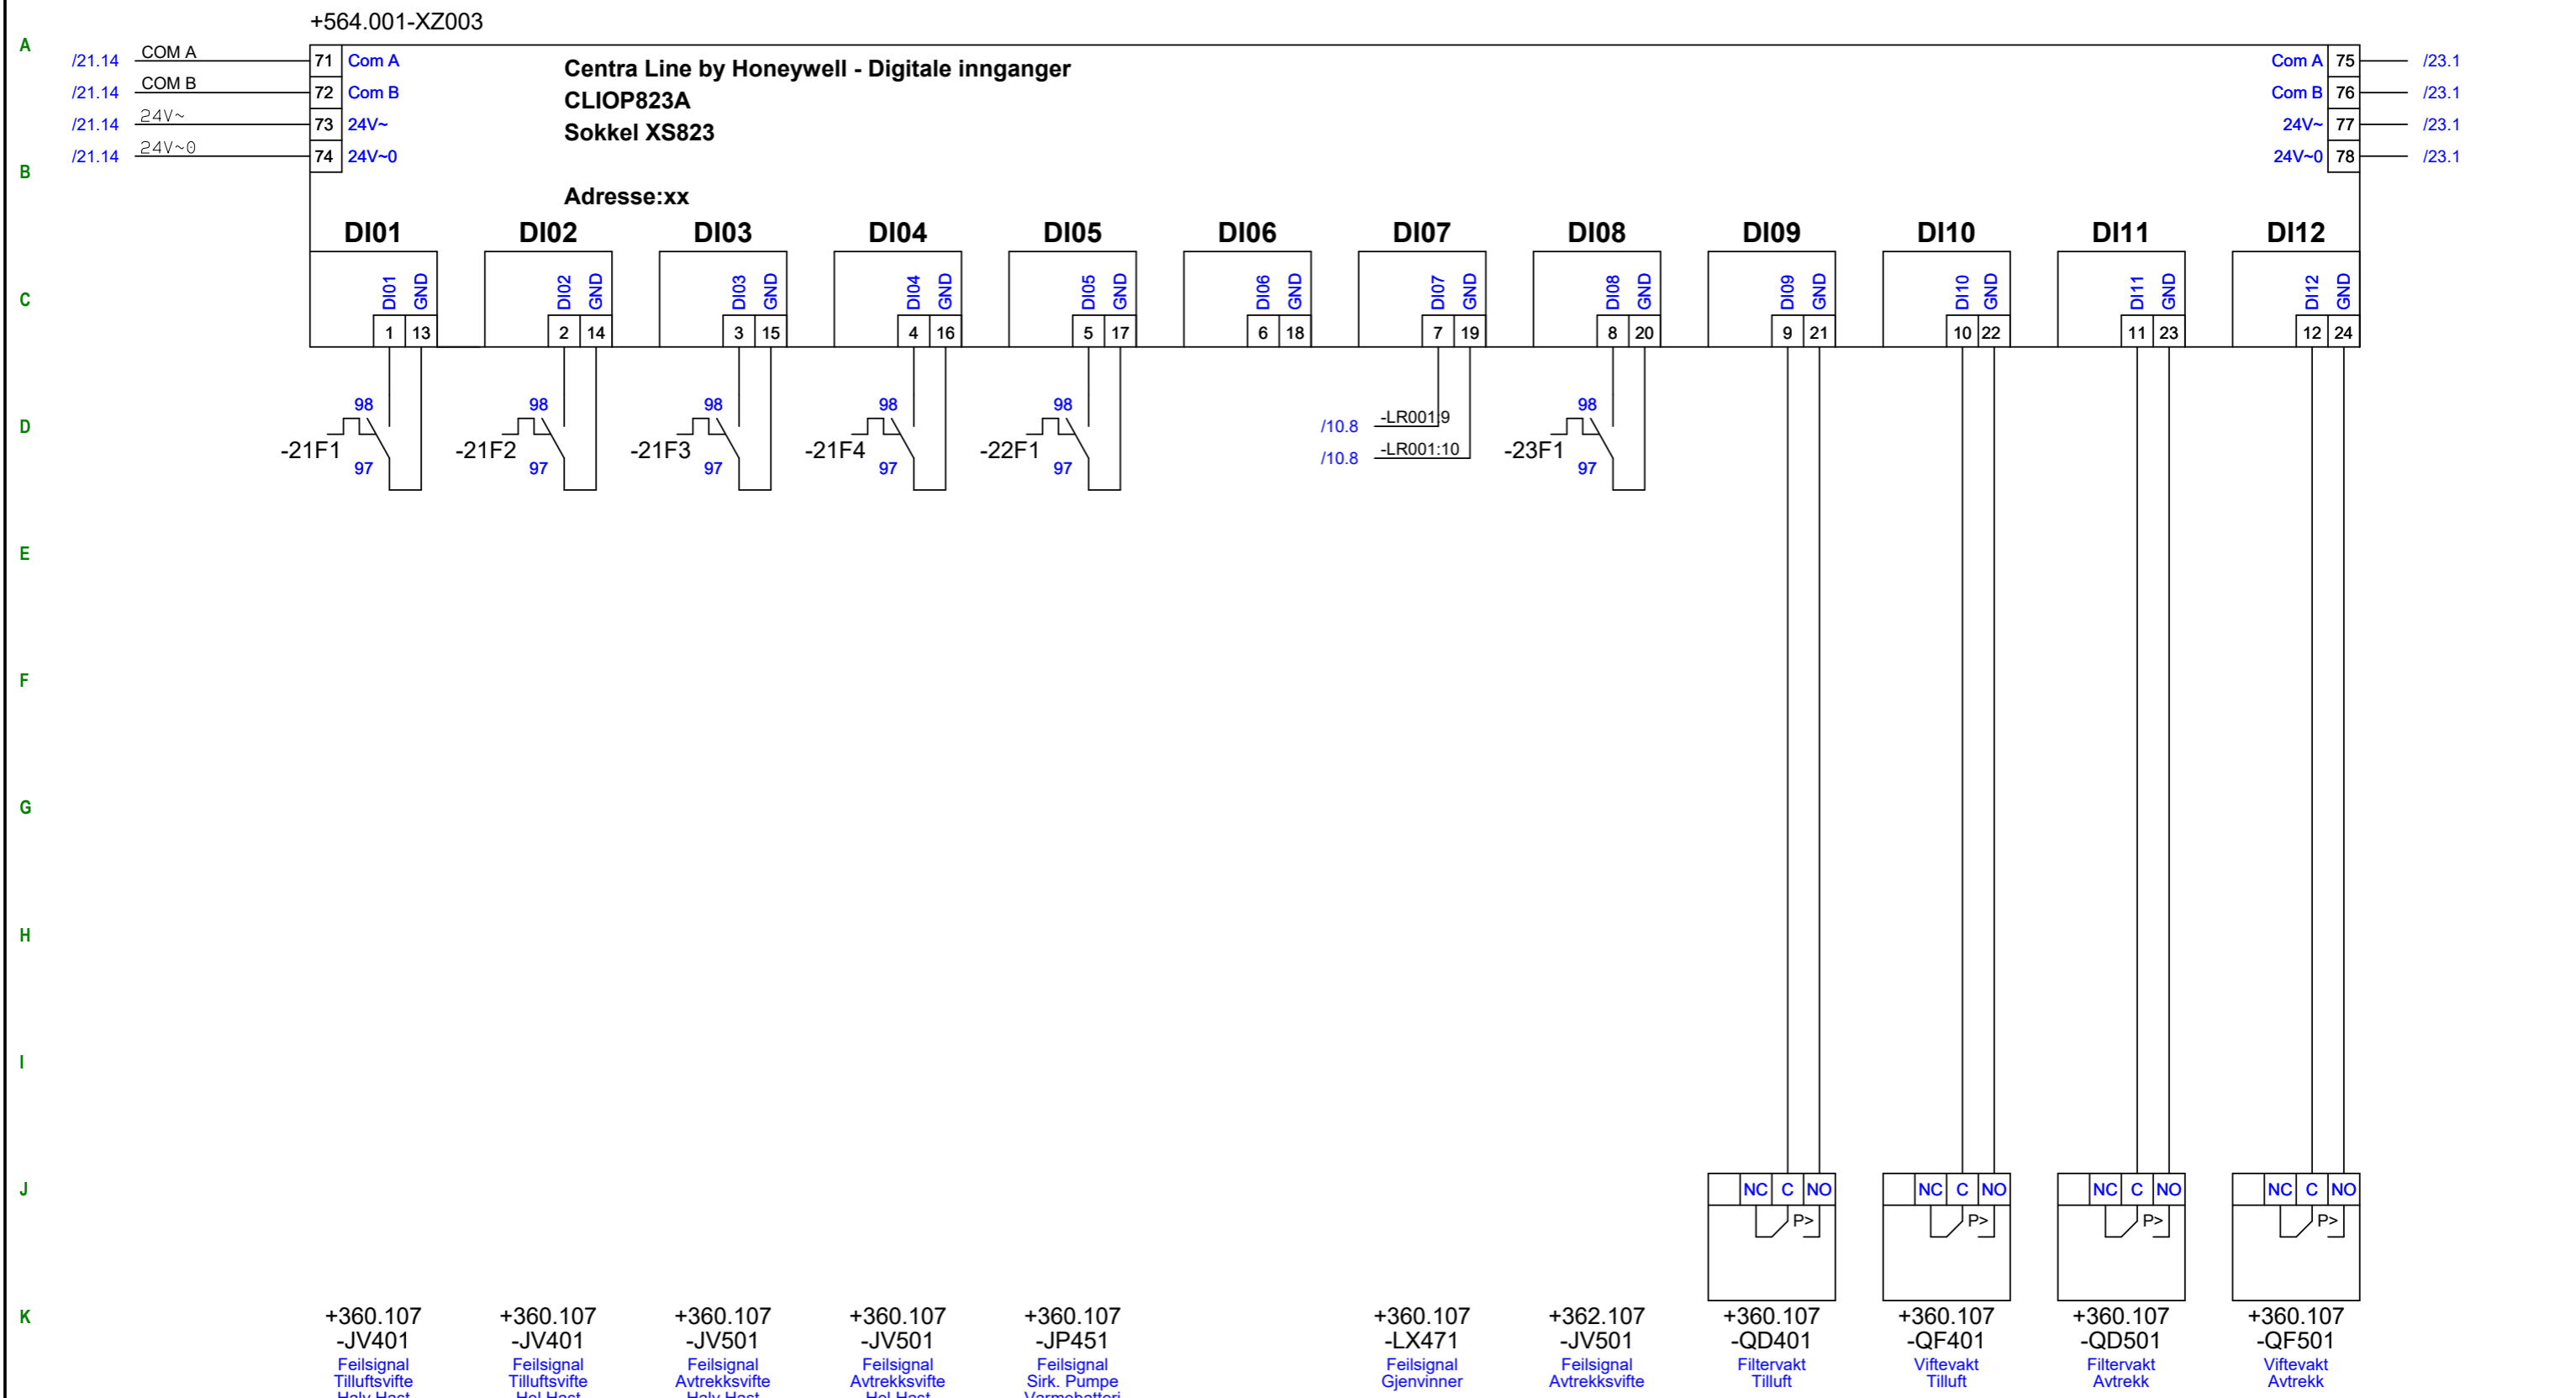 +564.001-XZ003
A
/21.14 COM A 71 Com A
Centra Line by Honeywell - Digitale innganger
Com A 75 /23.1
/21.14 COM B 72 Com B
CLIOP823A
Com B 76 /23.1
/21.14 24V~ 73 24V~
Sokkel XS823
24V~ 77 /23.1
/21.14 24V~0 74 24V~0
24V~0 78 /23.1
B
Adresse:xx
DI01 DI02 DI03 DI04 DI05 DI06 DI07 DI08 DI09 DI10 DI11 DI12
C
DI01 GND DI02 GND DI03 GND DI04 GND DI05 GND DI06 GND DI07 GND DI08 GND DI09 GND DI10 GND DI11 GND DI12 GND
1 13 2 14 3 15 4 16 5 17 6 18 7 19 8 20 9 21 10 22 11 23 12 24
98 98 98 98 98 98
D
/10.8 -LR001:9
-21F1 -21F2 -21F3 -21F4 -22F1 -23F1
/10.8 -LR001:10
97 97 97 97 97 97
E
F
G
H
I
J
NC C NO NC C NO NC C NO NC C NO
P> P> P> P>
K
+360.107 +360.107 +360.107 +360.107 +360.107 +360.107 +362.107 +360.107 +360.107 +360.107 +360.107
-JV401 -JV401 -JV501 -JV501 -JP451 -LX471 -JV501 -QD401 -QF401 -QD501 -QF501
Feilsignal Feilsignal Feilsignal Feilsignal Feilsignal Feilsignal Feilsignal Filtervakt Viftevakt Filtervakt Viftevakt
Tilluftsvifte Tilluftsvifte Avtrekksvifte Avtrekksvifte Sirk. Pumpe Gjenvinner Avtrekksvifte Tilluft Tilluft Avtrekk Avtrekk
Halv Hast Hel Hast Halv Hast Hel Hast Varmebatteri